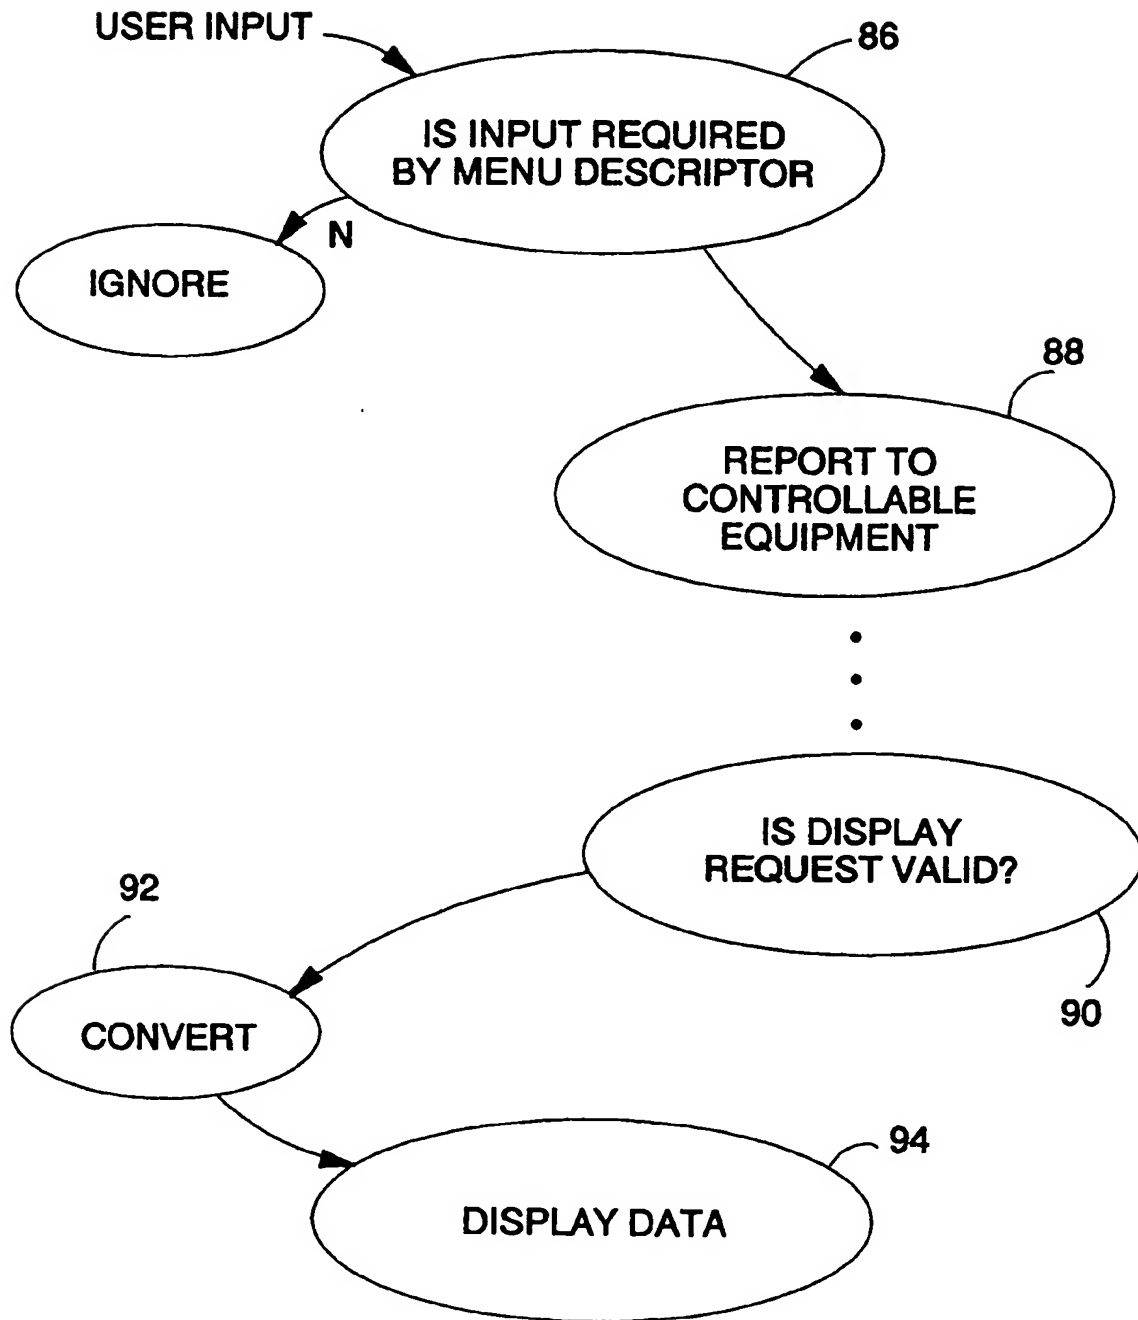 USER INPUT
86
IS INPUT REQUIRED
BY MENU DESCRIPTOR
N
IGNORE
88
REPORT TO
CONTROLLABLE
EQUIPMENT
IS DISPLAY
REQUEST VALID?
90
92
CONVERT
94
DISPLAY DATA